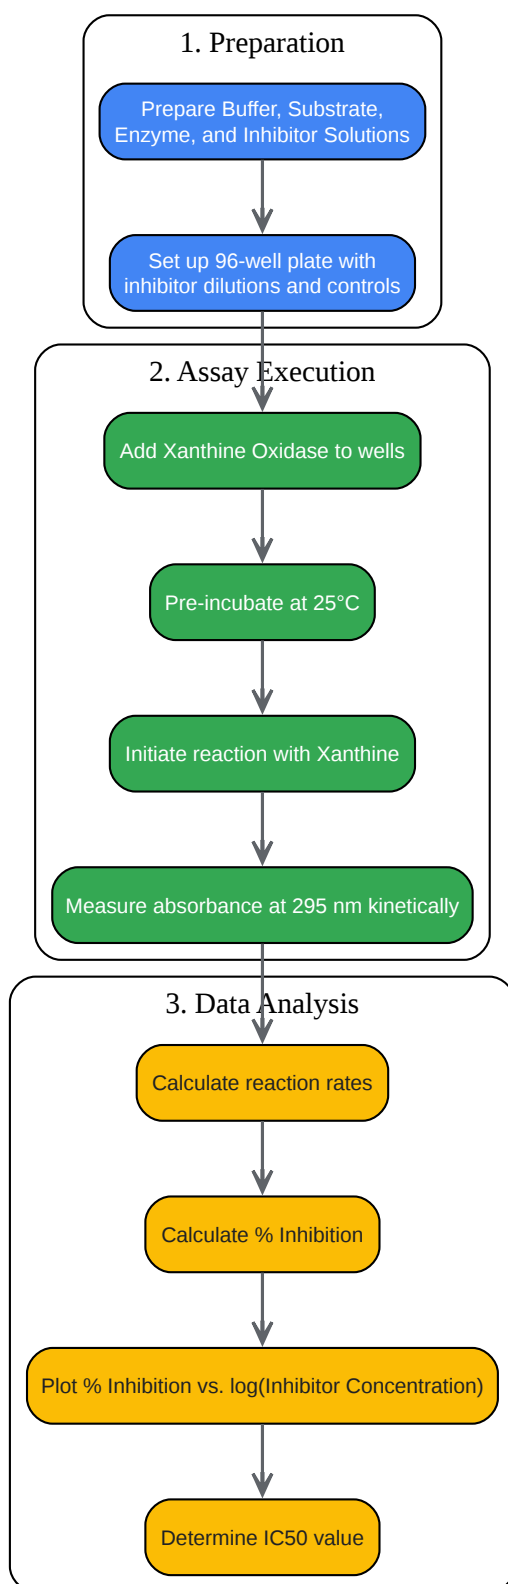 1. Preparation
Prepare Buffer, Substrate,
Enzyme, and Inhibitor Solutions
Set up 96-well plate with
inhibitor dilutions and controls
2. Assay Execution
Add Xanthine Oxidase to wells
Pre-incubate at 25°C
Initiate reaction with Xanthine
Measure absorbance at 295 nm kinetically
3. Data Analysis
Calculate reaction rates
Calculate % Inhibition
Plot % Inhibition vs. log(Inhibitor Concentration)
Determine IC50 value